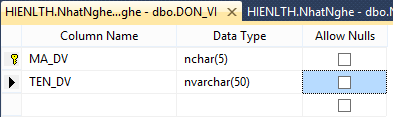 HIENLTH.NhatNghe...ghe - dbo.DON_VI
HIENLTH.NhatNghe - dbo.
Column Name Data Type Allow Nulls
MA_DV nchar(5)
TEN_DV nvarchar(50)